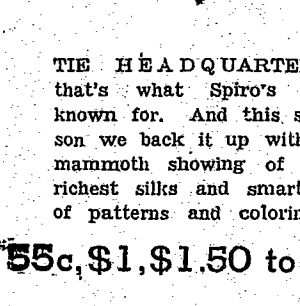 TIE HEADQUARTE
that's what Spiro's
known for. And this s
son we back it up with
mammoth showing of
richest silks and smart
of patterns and colorin
55c, $1, $1.50 to